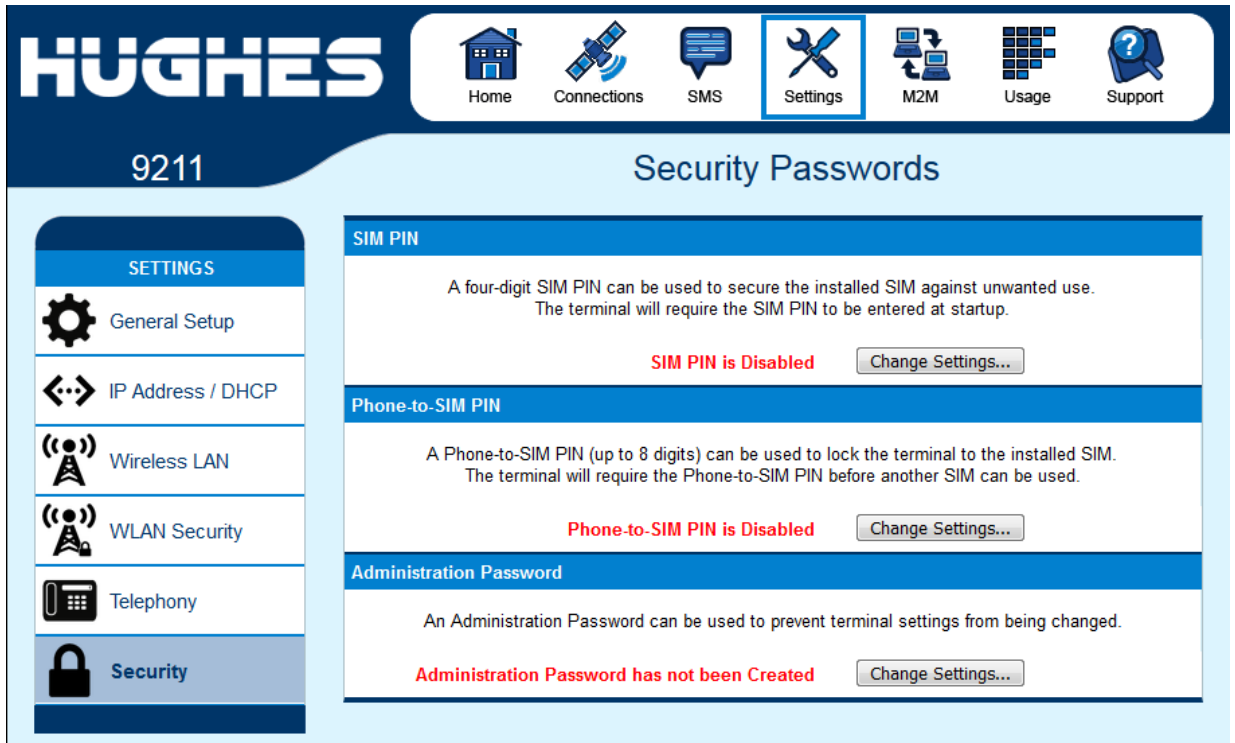 HUGHES
Home
Connections
SMS
Settings
M2M
Usage
Support
9211
Security Passwords
SETTINGS
General Setup
IP Address / DHCP
Wireless LAN
WLAN Security
Telephony
Security
SIM PIN
A four-digit SIM PIN can be used to secure the installed SIM against unwanted use.
The terminal will require the SIM PIN to be entered at startup.
SIM PIN is Disabled
Change Settings...
Phone-to-SIM PIN
A Phone-to-SIM PIN (up to 8 digits) can be used to lock the terminal to the installed SIM.
The terminal will require the Phone-to-SIM PIN before another SIM can be used.
Phone-to-SIM PIN is Disabled
Change Settings...
Administration Password
An Administration Password can be used to prevent terminal settings from being changed.
Administration Password has not been Created
Change Settings...